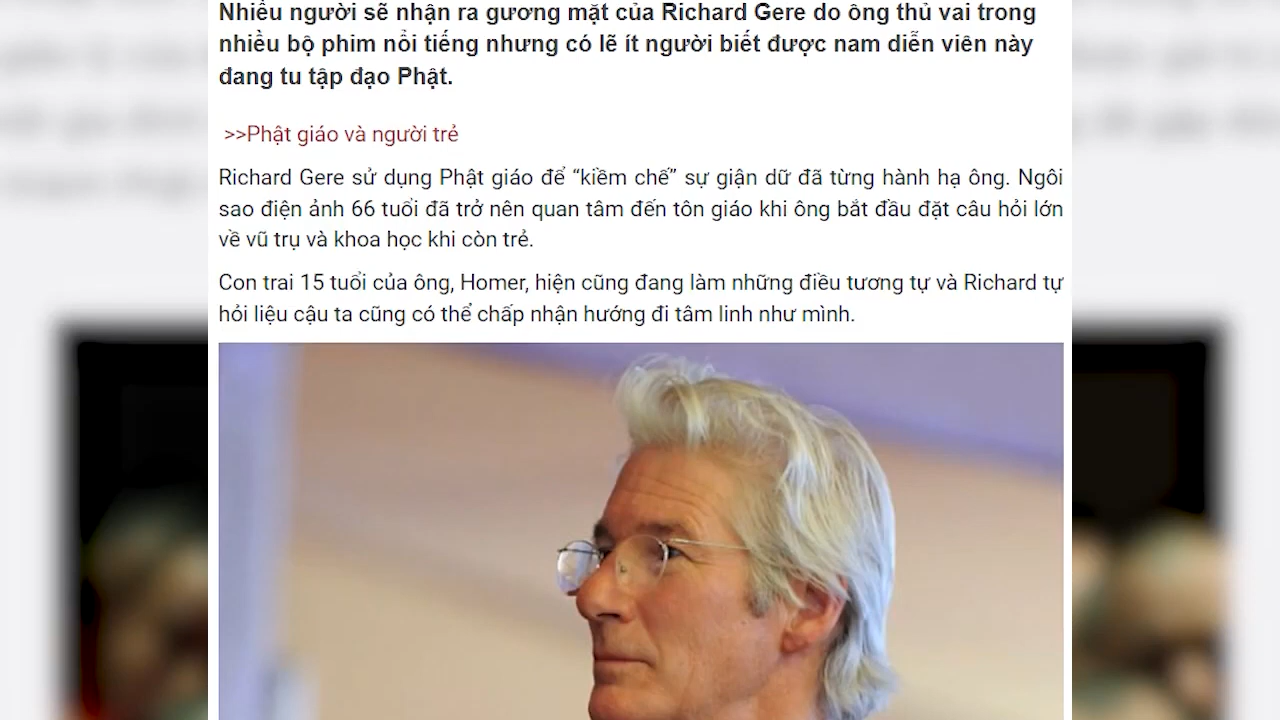 Nhiều người sẽ nhận ra gương mặt của Richard Gere do ông thủ vai trong
nhiều bộ phim nổi tiếng nhưng có lẽ ít người biết được nam diễn viên này
đang tu tập đạo Phật.
>>Phật giáo và người trẻ
Richard Gere sử dụng Phật giáo để “kiềm chế” sự giận dữ đã từng hành hạ ông. Ngôi
sao điện ảnh 66 tuổi đã trở nên quan tâm đến tôn giáo khi ông bắt đầu đặt câu hỏi lớn
về vũ trụ và khoa học khi còn trẻ.
Con trai 15 tuổi của ông, Homer, hiện cũng đang làm những điều tương tự và Richard tự
hỏi liệu cậu ta cũng có thể chấp nhận hướng đi tâm linh như mình.